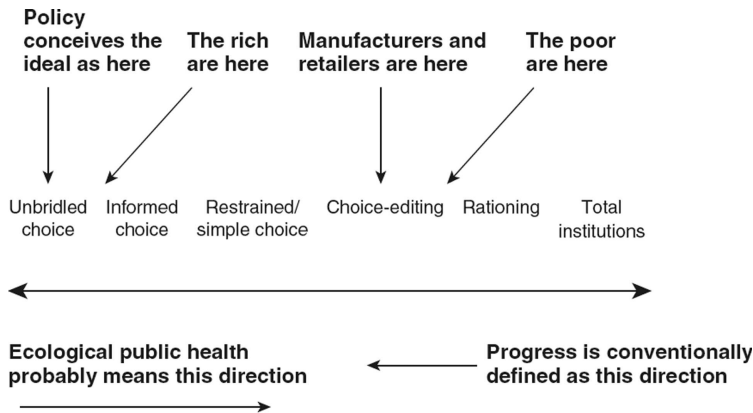 Policy
conceives the
ideal as here
The rich
are here
Manufacturers and
retailers are here
The poor
are here
Unbridled
choice
Informed
choice
Restrained/
simple choice
Choice-editing
Rationing
Total
institutions
Ecological public health
probably means this direction
Progress is conventionally
defined as this direction